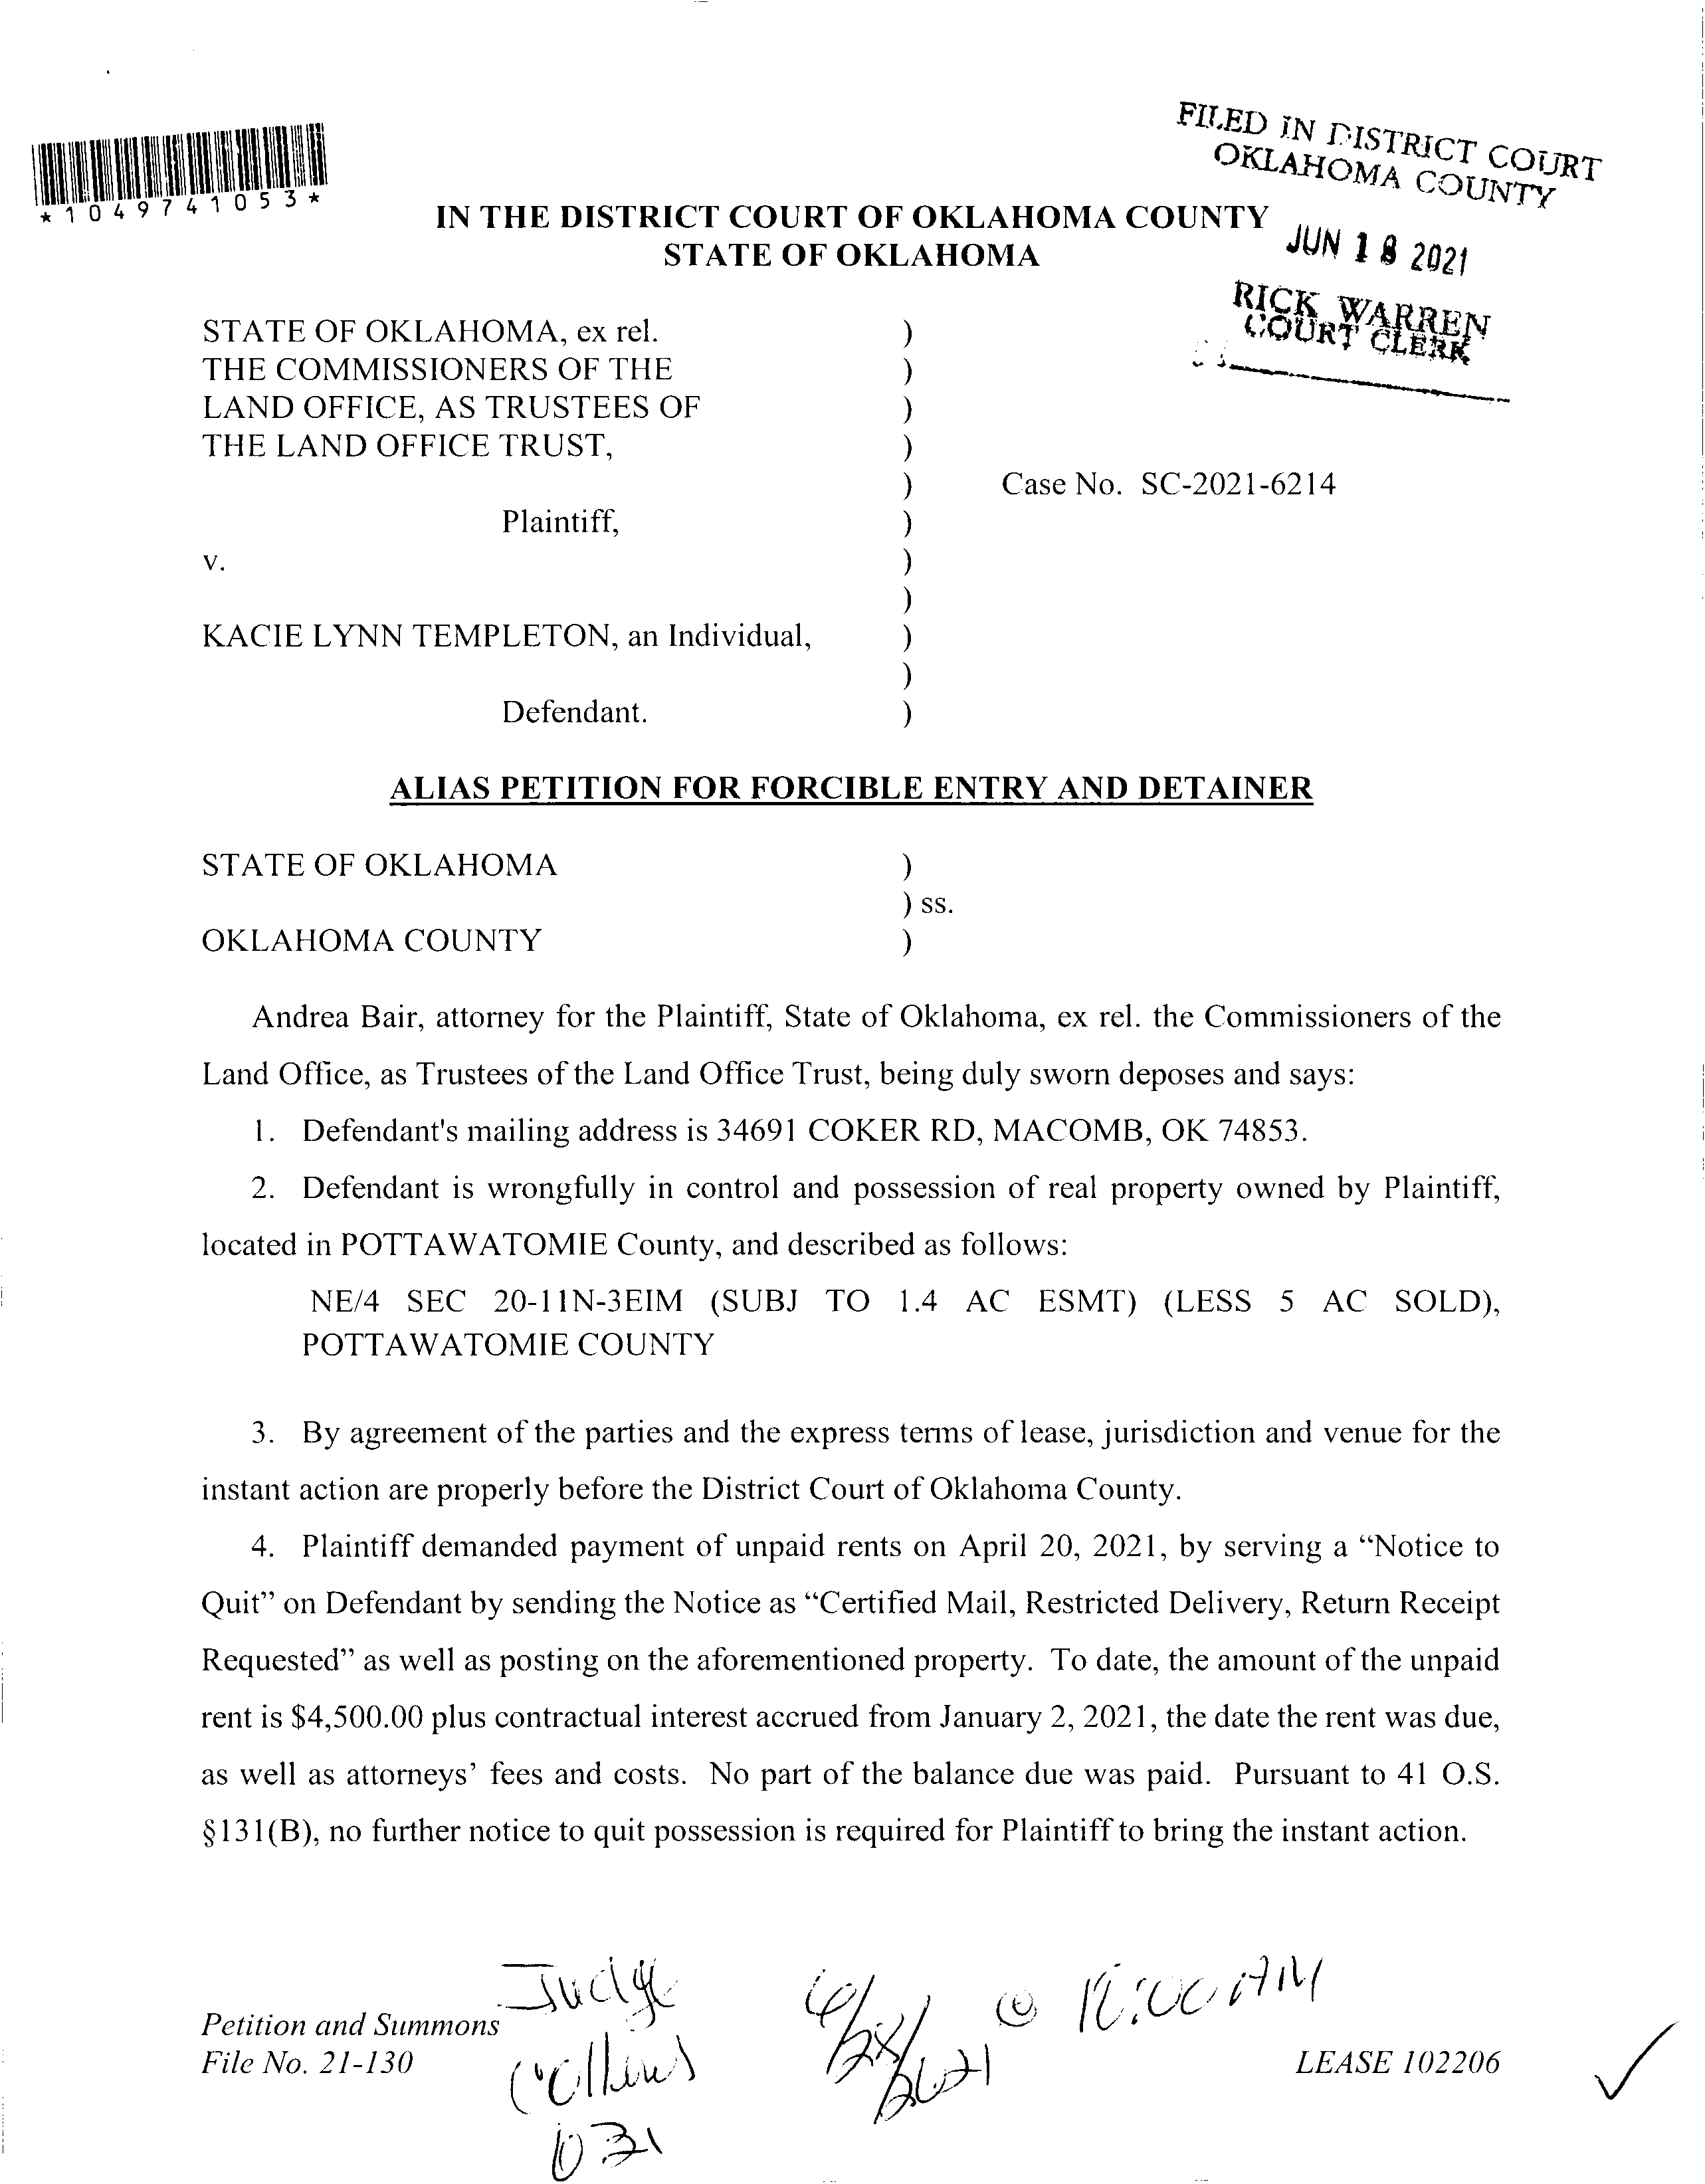 FILED IN DISTRICT COURT
OKLAHOMA COUNTY
*1049741053*
IN THE DISTRICT COURT OF OKLAHOMA COUNTY
STATE OF OKLAHOMA
JUN 18 2021
RICK WARREN
COURT CLERK
STATE OF OKLAHOMA, ex rel. )
THE COMMISSIONERS OF THE )
LAND OFFICE, AS TRUSTEES OF )
THE LAND OFFICE TRUST, )
) Case No. SC-2021-6214
Plaintiff, )
v. )
)
KACIE LYNN TEMPLETON, an Individual, )
)
Defendant. )
ALIAS PETITION FOR FORCIBLE ENTRY AND DETAINER
STATE OF OKLAHOMA )
) ss.
OKLAHOMA COUNTY )
Andrea Bair, attorney for the Plaintiff, State of Oklahoma, ex rel. the Commissioners of the
Land Office, as Trustees of the Land Office Trust, being duly sworn deposes and says:
1. Defendant's mailing address is 34691 COKER RD, MACOMB, OK 74853.
2. Defendant is wrongfully in control and possession of real property owned by Plaintiff,
located in POTTAWATOMIE County, and described as follows:
NE/4 SEC 20-11N-3EIM (SUBJ TO 1.4 AC ESMT) (LESS 5 AC SOLD),
POTTAWATOMIE COUNTY
3. By agreement of the parties and the express terms of lease, jurisdiction and venue for the
instant action are properly before the District Court of Oklahoma County.
4. Plaintiff demanded payment of unpaid rents on April 20, 2021, by serving a “Notice to
Quit” on Defendant by sending the Notice as “Certified Mail, Restricted Delivery, Return Receipt
Requested” as well as posting on the aforementioned property. To date, the amount of the unpaid
rent is $4,500.00 plus contractual interest accrued from January 2, 2021, the date the rent was due,
as well as attorneys’ fees and costs. No part of the balance due was paid. Pursuant to 41 O.S.
§131(B), no further notice to quit possession is required for Plaintiff to bring the instant action.
Judge
Collins
@
Petition and Summons
File No. 21-130
LEASE 102206